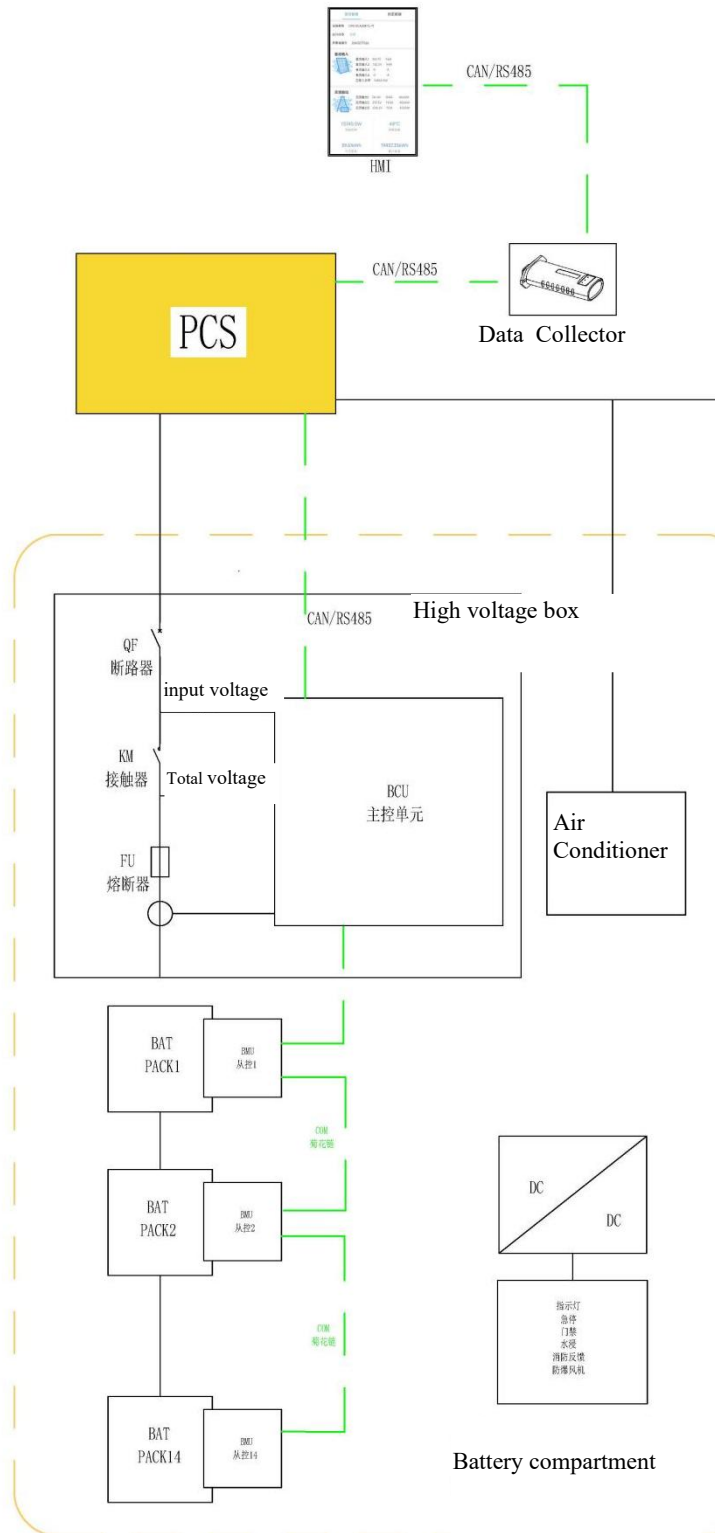 CAN/RS485
HMI
CAN/RS485
PCS
Data Collector
CAN/RS485
High voltage box
QF
断路器
input voltage
KM
接触器
Total voltage
BCU
主控单元
Air
Conditioner
FU
熔断器
BAT
PACK1
BMU
从控1
COM
菊花链
BAT
PACK2
BMU
从控2
DC
DC
COM
菊花链
指示灯
急停
门禁
水浸
消防反馈
防爆风机
BAT
PACK14
BMU
从控14
Battery compartment